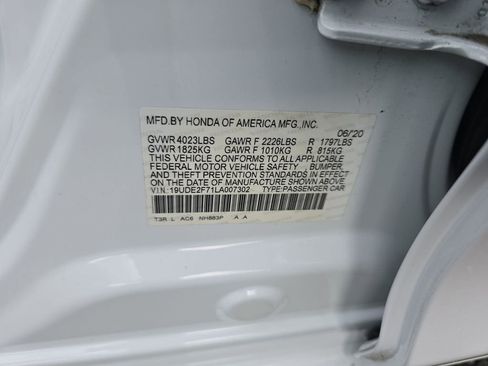 MFD.BY HONDA OF AMERICA MFG.,INC. 06/20
GVWR 4023LBS GAWR F 2226LBS R 1797LBS
GVWR 1825KG GAWR F 1010KG R 815KG
THIS VEHICLE CONFORMS TO ALL APPLICABLE
FEDERAL MOTOR VEHICLE SAFETY, BUMPER,
AND THEFT PREVENTION STANDARDS IN EFFECT
ON THE DATE OF MANUFACTURE SHOWN ABOVE.
V.I.N.:19UDE2F71LA007302 TYPE:PASSENGER CAR
T3R L AC6 NH883P A A